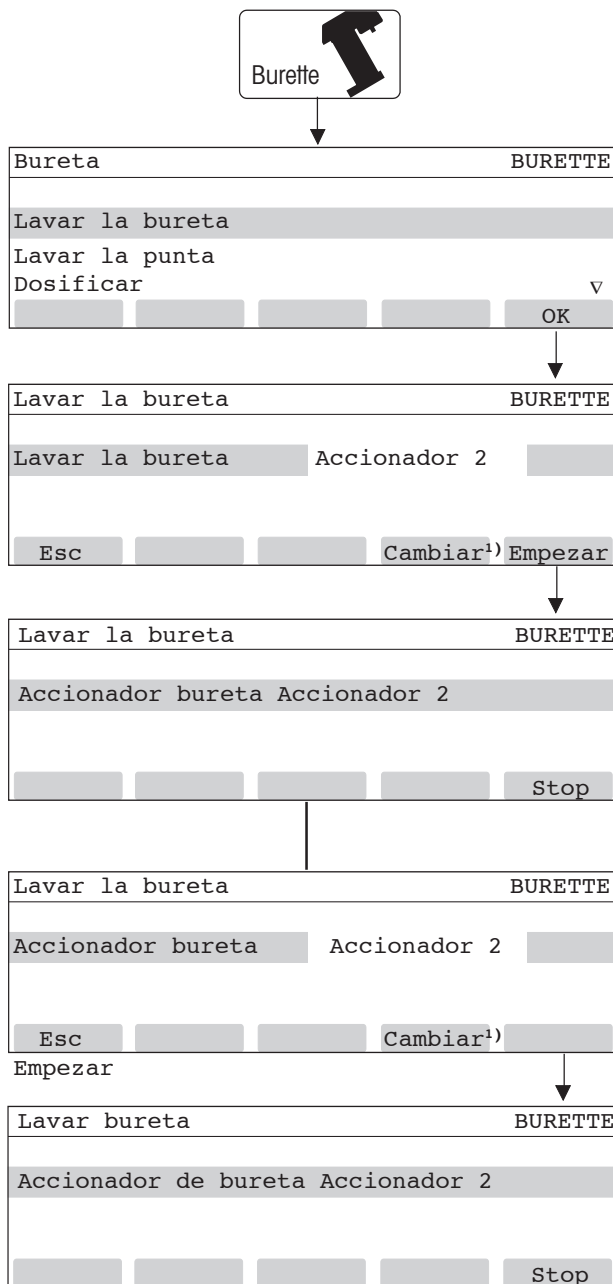 Burette
Bureta BURETTE
Lavar la bureta
Lavar la punta
Dosificar ∇
OK
Lavar la bureta BURETTE
Lavar la bureta Accionador 2
Esc Cambiar¹⁾ Empezar
Lavar la bureta BURETTE
Accionador bureta Accionador 2
Stop
Lavar la bureta BURETTE
Accionador bureta Accionador 2
Esc Cambiar¹⁾
Empezar
Lavar bureta BURETTE
Accionador de bureta Accionador 2
Stop